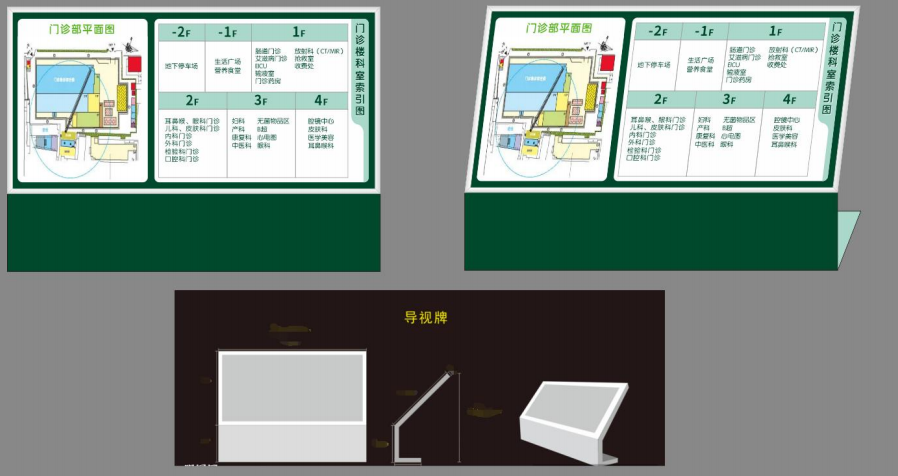 门诊部平面图
-2F
-1F
1F
地下停车场
生活广场
营养食堂
肠道门诊
艾滋病门诊
BCU
输液室
门诊药房
放射科（CT/MR）
抢救室
收费处
2F
3F
4F
耳鼻喉、眼科门诊
儿科、皮肤科门诊
内科门诊
外科门诊
检验科门诊
口腔科门诊
妇科
产科
康复科
中医科
无菌物品区
B超
心电图
眼科
腔镜中心
皮肤科
医学美容
耳鼻喉科
门诊楼科室索引图
门诊部平面图
-2F
-1F
1F
地下停车场
生活广场
营养食堂
肠道门诊
艾滋病门诊
BCU
输液室
门诊药房
放射科（CT/MR）
抢救室
收费处
2F
3F
4F
耳鼻喉、眼科门诊
儿科、皮肤科门诊
内科门诊
外科门诊
检验科门诊
口腔科门诊
妇科
产科
康复科
中医科
无菌物品区
B超
心电图
眼科
腔镜中心
皮肤科
医学美容
耳鼻喉科
门诊楼科室索引图
导视牌